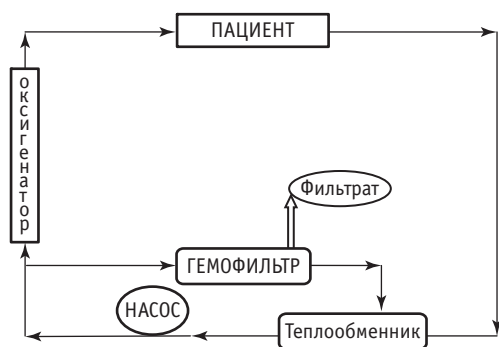 ПАЦИЕНТ
оксигенатор
Фильтрат
ГЕМОФИЛЬТР
НАСОС
Теплообменник